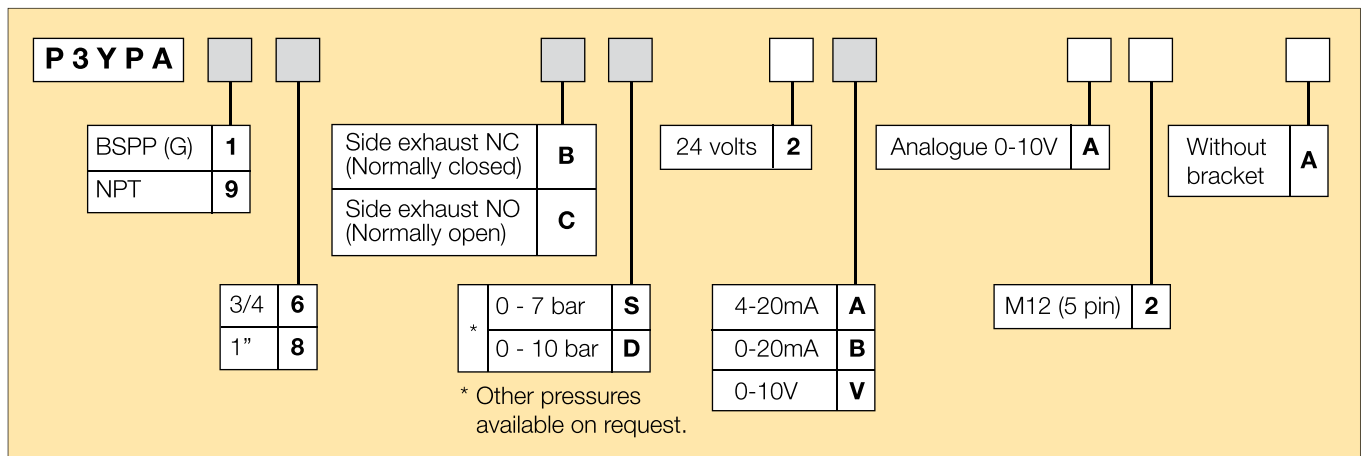 P3YPA
BSPP (G) 1
NPT 9
3/4 6
1” 8
Side exhaust NC
(Normally closed) B
Side exhaust NO
(Normally open) C
* 0 - 7 bar S
0 - 10 bar D
* Other pressures
available on request.
24 volts 2
4-20mA A
0-20mA B
0-10V V
Analogue 0-10V A
M12 (5 pin) 2
Without
bracket A